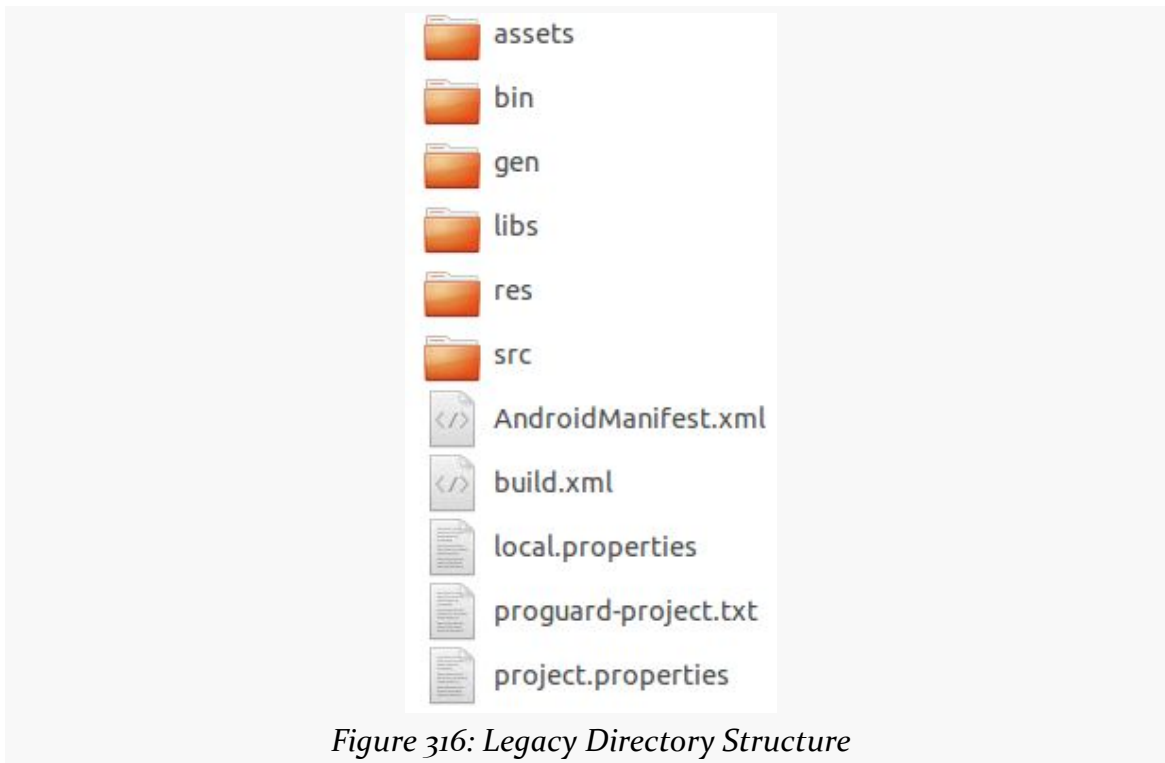 assets
bin
gen
libs
res
src
AndroidManifest.xml
build.xml
local.properties
proguard-project.txt
project.properties
Figure 316: Legacy Directory Structure